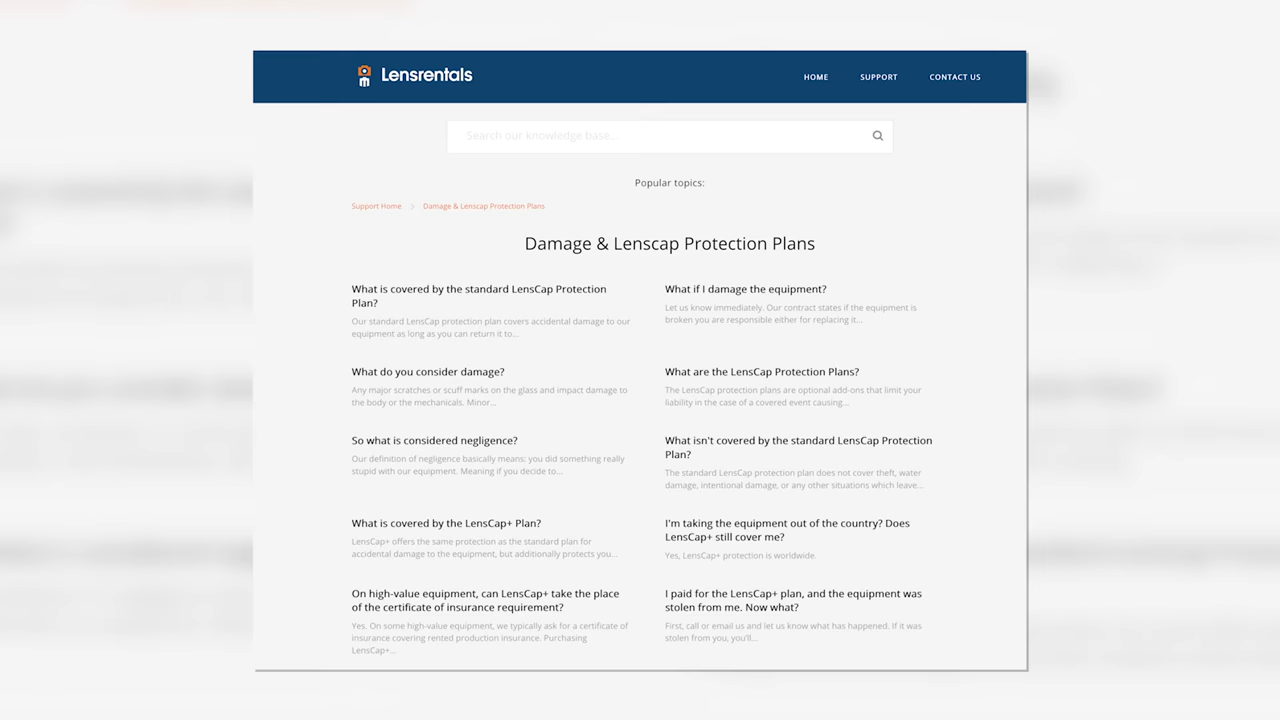 Lensrentals
HOME
SUPPORT
CONTACT US
Search our knowledge base...
Popular topics:
Support Home
Damage & Lenscap Protection Plans
Damage & Lenscap Protection Plans
What is covered by the standard LensCap Protection
Plan?
Our standard LensCap protection plan covers accidental damage to our
equipment as long as you can return it to...
What if I damage the equipment?
Let us know immediately. Our contract states if the equipment is
broken you are responsible either for replacing it...
What do you consider damage?
Any major scratches or scuff marks on the glass and impact damage to
the body or the mechanicals. Minor...
What are the LensCap Protection Plans?
The LensCap protection plans are optional add-ons that limit your
liability in the case of a covered event causing...
So what is considered negligence?
Our definition of negligence basically means: you did something really
stupid with our equipment. Meaning if you decide to...
What isn't covered by the standard LensCap Protection
Plan?
The standard LensCap protection plan does not cover theft, water
damage, intentional damage, or any other situations which leave...
What is covered by the LensCap+ Plan?
LensCap+ offers the same protection as the standard plan for
accidental damage to the equipment, but additionally protects you...
I'm taking the equipment out of the country? Does
LensCap+ still cover me?
Yes, LensCap+ protection is worldwide.
On high-value equipment, can LensCap+ take the place
of the certificate of insurance requirement?
Yes. On some high-value equipment, we typically ask for a certificate of
insurance covering rented production insurance. Purchasing
LensCap+...
I paid for the LensCap+ plan, and the equipment was
stolen from me. Now what?
First, call or email us and let us know what has happened. If it was
stolen from you, you'll...